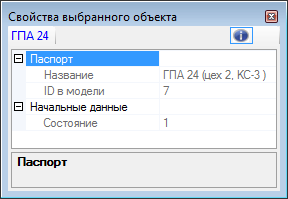 Свойства выбранного объекта
ГПА 24
Паспорт
Название ГПА 24 (цех 2, КС-3 )
ID в модели 7
Начальные данные
Состояние 1
Паспорт